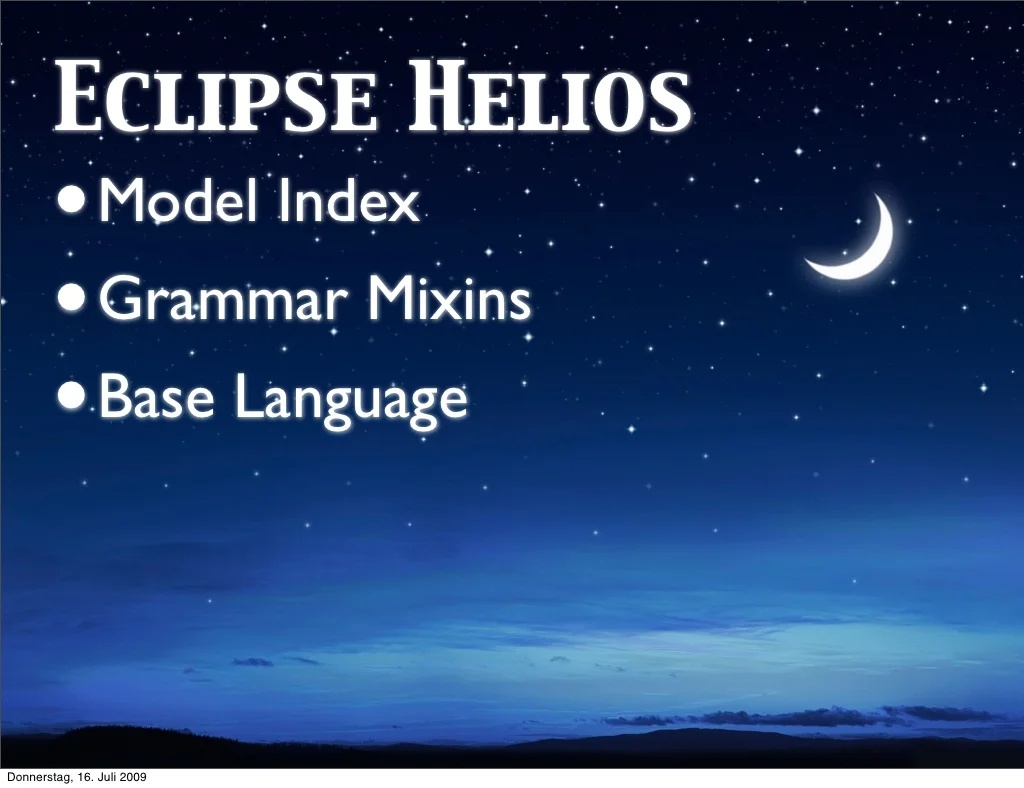 Eclipse Helios
• Model Index
• Grammar Mixins
• Base Language
Donnerstag, 16. Juli 2009